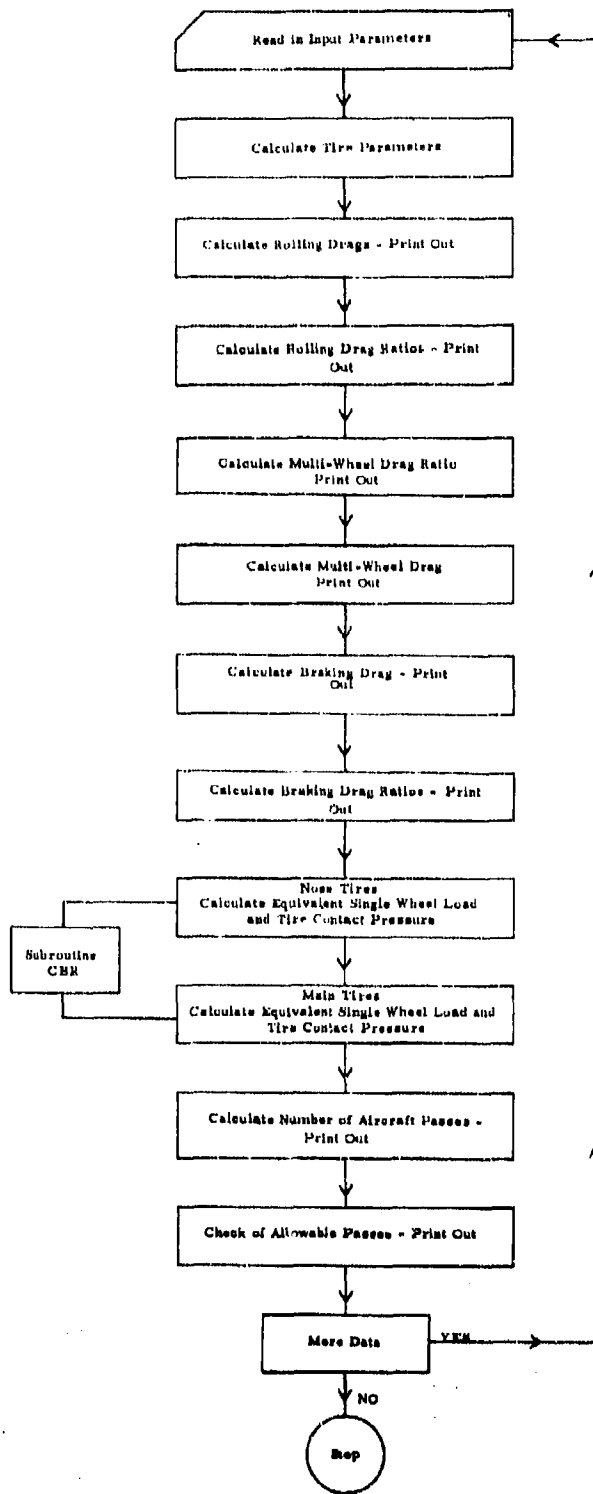 Read in Input Parameters
Calculate Tire Parameters
Calculate Rolling Drags - Print Out
Calculate Rolling Drag Ratios - Print
Out
Calculate Multi-Wheel Drag Ratio
Print Out
Calculate Multi-Wheel Drag
Print Out
Calculate Braking Drag - Print
Out
Calculate Braking Drag Ratios - Print
Out
Nose Tires
Calculate Equivalent Single Wheel Load
and Tire Contact Pressure
Subroutine
CBR
Main Tires
Calculate Equivalent Single Wheel Load and
Tire Contact Pressure
Calculate Number of Aircraft Passes -
Print Out
Check of Allowable Passes - Print Out
More Data
YES
NO
Stop